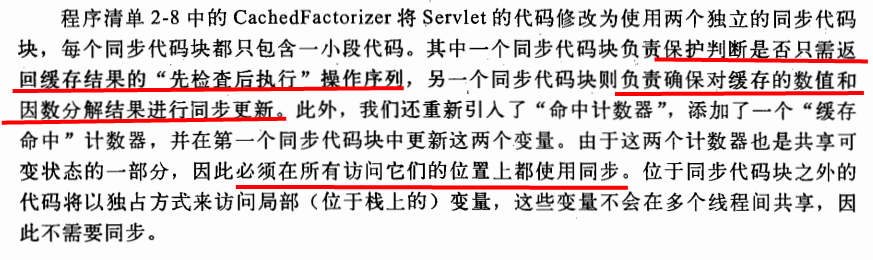 程序清单 2-8 中的 CachedFactorizer 将 Servlet 的代码修改为使用两个独立的同步代码
块，每个同步代码块都只包含一小段代码。其中一个同步代码块负责保护判断是否只需返
回缓存结果的“先检查后执行”操作序列，另一个同步代码块则负责确保对缓存的数值和
因数分解结果进行同步更新。此外，我们还重新引入了“命中计数器”，添加了一个“缓存
命中”计数器，并在第一个同步代码块中更新这两个变量。由于这两个计数器也是共享可
变状态的一部分，因此必须在所有访问它们的位置上都使用同步。位于同步代码块之外的
代码将以独占方式来访问局部（位于栈上的）变量，这些变量不会在多个线程间共享，因
此不需要同步。